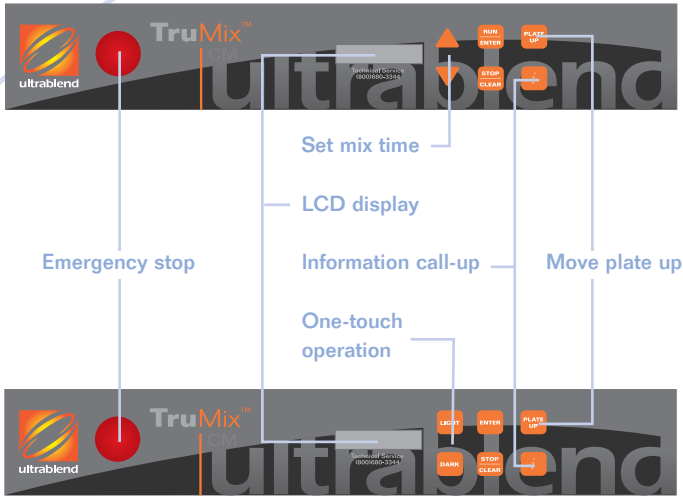 ultrablend
TruMix™
CM
ultrablend
Technical Service
(800)680-3344
RUN
ENTER
PLATE
UP
STOP
CLEAR
i
Set mix time
LCD display
Emergency stop
Information call-up
Move plate up
One-touch
operation
ultrablend
TruMix™
CM
ultrablend
Technical Service
(800)680-3344
LIGHT
ENTER
PLATE
UP
DARK
STOP
CLEAR
i